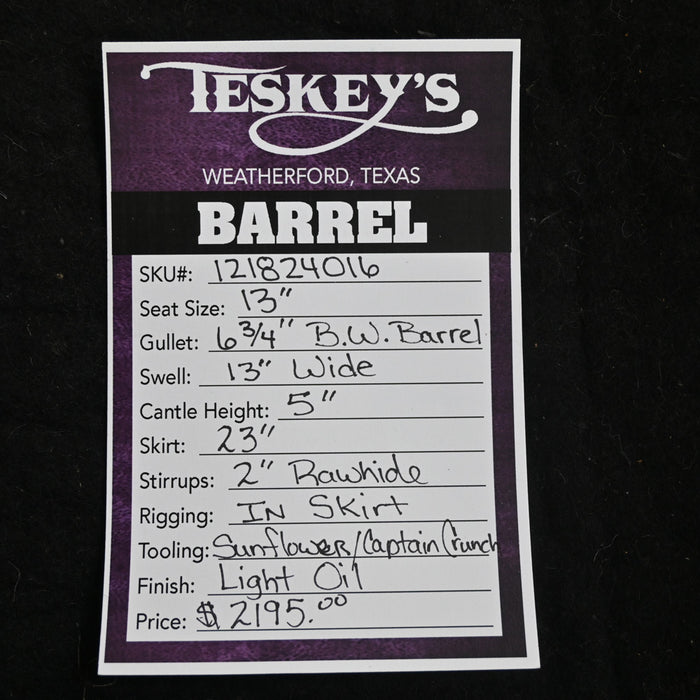 TESKEY'S
WEATHERFORD, TEXAS
BARREL
SKU#: 121824016
Seat Size: 13"
Gullet: 6 3/4" B.W. Barrel
Swell: 13" Wide
Cantle Height: 5"
Skirt: 23"
Stirrups: 2" Rawhide
Rigging: IN Skirt
Tooling: Sunflower/Captain Crunch
Finish: Light Oil
Price: $ 2195.00